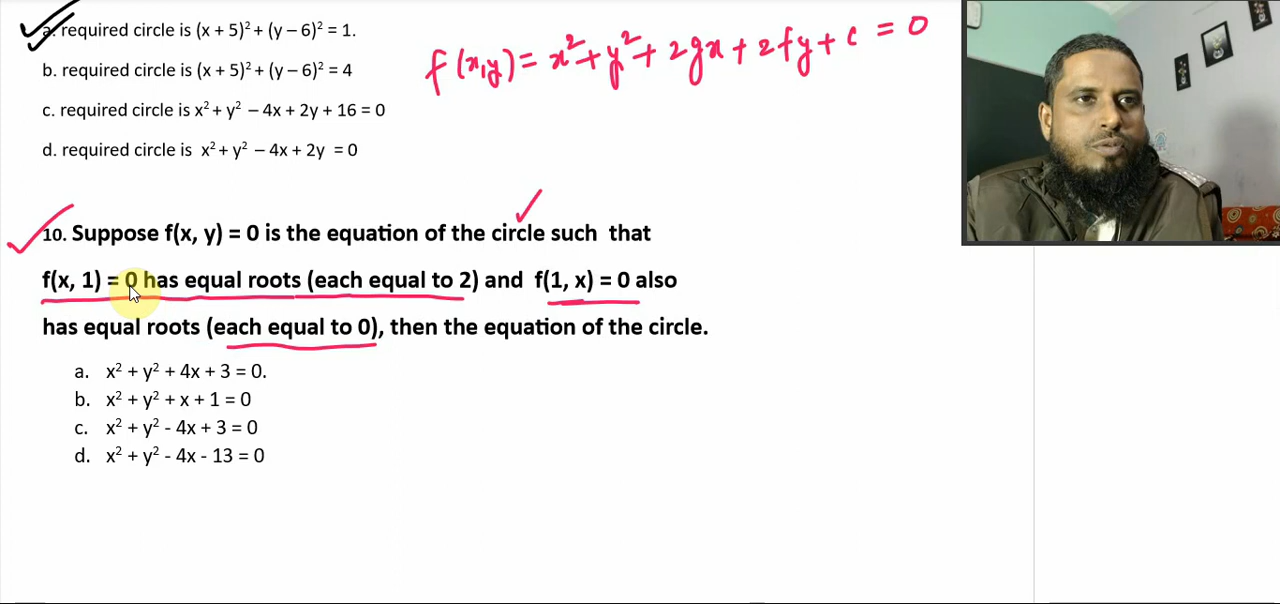 a. required circle is (x + 5)² + (y – 6)² = 1.
f(x,y) = x² + y² + 2gx + 2fy + c = 0
b. required circle is (x + 5)² + (y – 6)² = 4
c. required circle is x² + y² – 4x + 2y + 16 = 0
d. required circle is x² + y² – 4x + 2y = 0
10. Suppose f(x, y) = 0 is the equation of the circle such that
f(x, 1) = 0 has equal roots (each equal to 2) and f(1, x) = 0 also
has equal roots (each equal to 0), then the equation of the circle.
a. x² + y² + 4x + 3 = 0.
b. x² + y² + x + 1 = 0
c. x² + y² - 4x + 3 = 0
d. x² + y² - 4x - 13 = 0